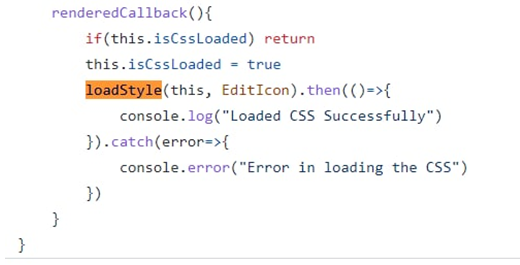 renderedCallback(){
if(this.isCssLoaded) return
this.isCssLoaded = true
loadStyle(this, EditIcon).then(()=>{
console.log("Loaded CSS Successfully")
}).catch(error=>{
console.error("Error in loading the CSS")
})
}
}